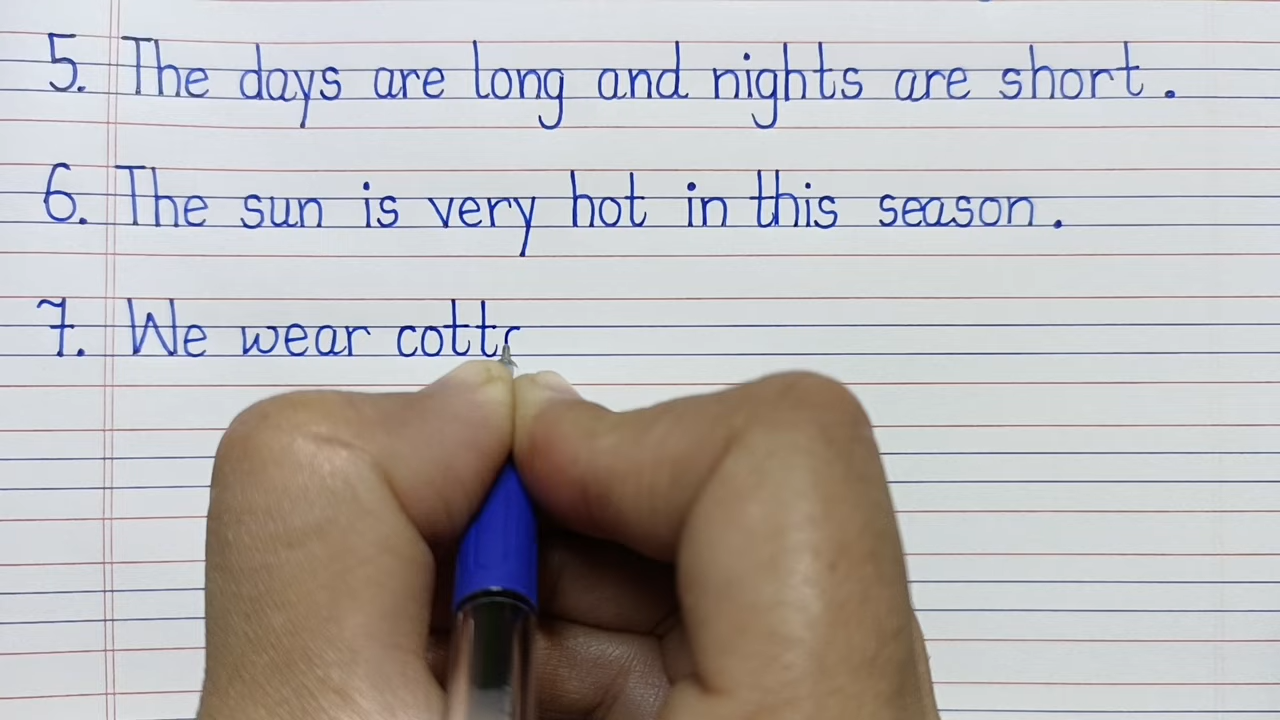 5. The days are long and nights are short.
6. The sun is very hot in this season.
7. We wear cott